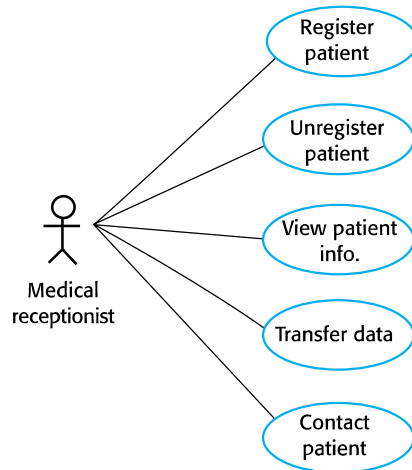 Register
patient
Unregister
patient
View patient
info.
Medical
receptionist
Transfer data
Contact
patient